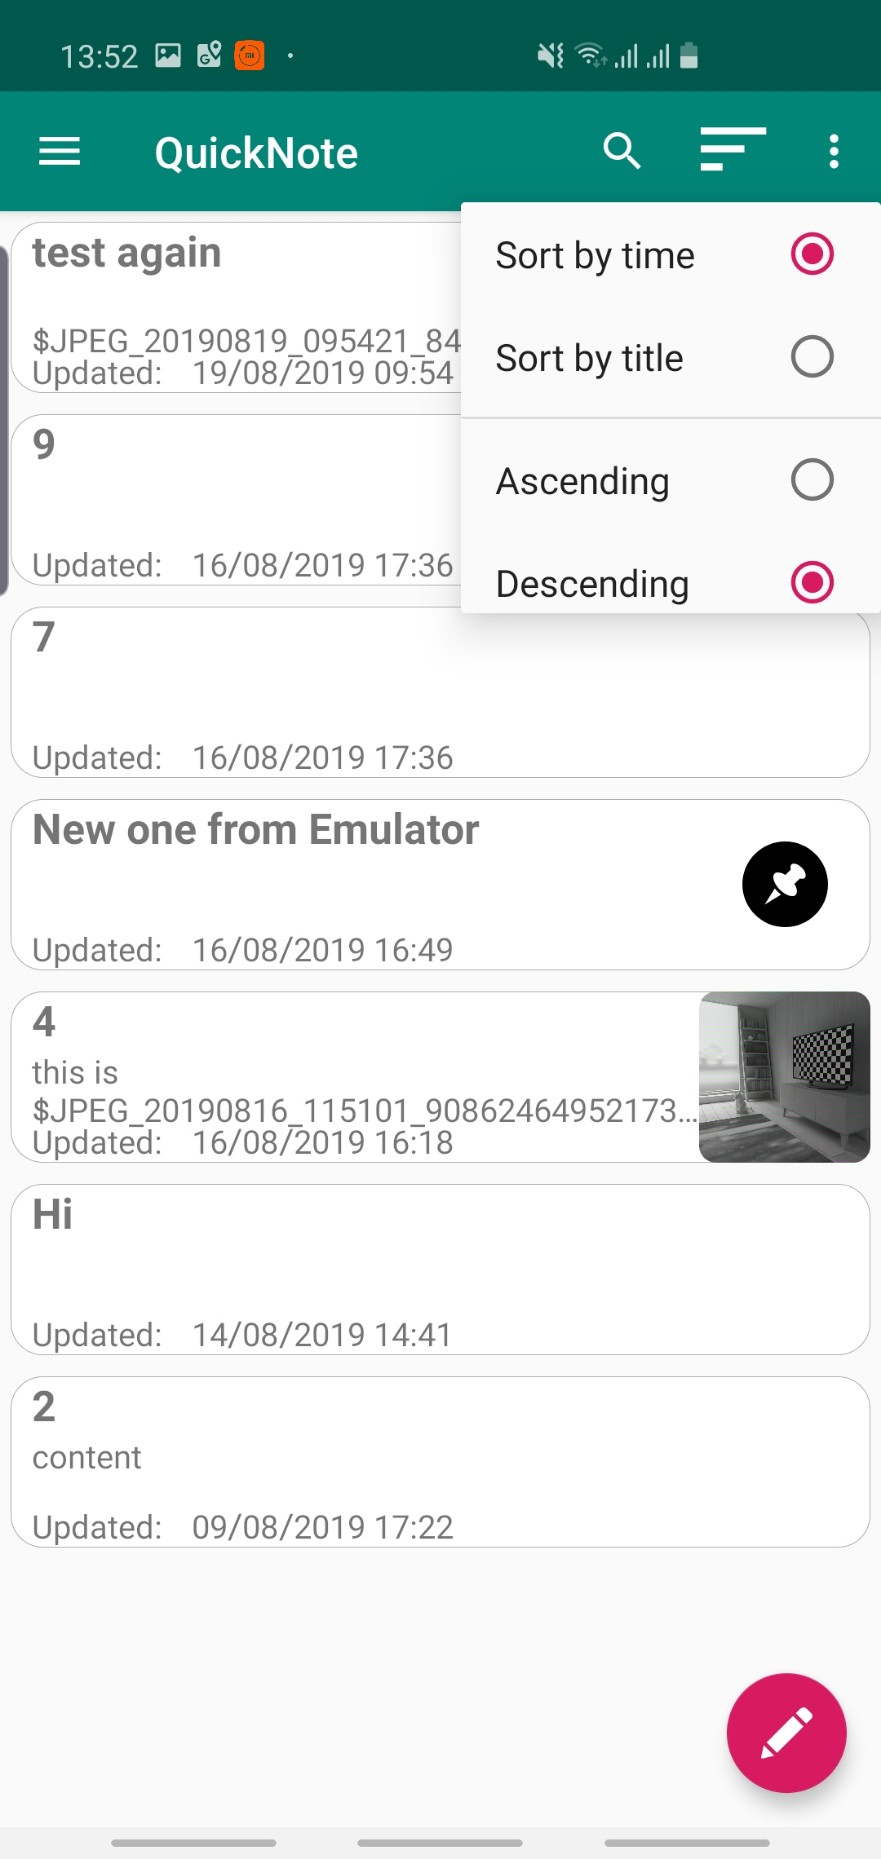 13:52
QuickNote
Sort by time
Sort by title
Ascending
Descending
test again
$JPEG_20190819_095421_84
Updated: 19/08/2019 09:54
9
Updated: 16/08/2019 17:36
7
Updated: 16/08/2019 17:36
New one from Emulator
Updated: 16/08/2019 16:49
4
this is
$JPEG_20190816_115101_90862464952173...
Updated: 16/08/2019 16:18
Hi
Updated: 14/08/2019 14:41
2
content
Updated: 09/08/2019 17:22